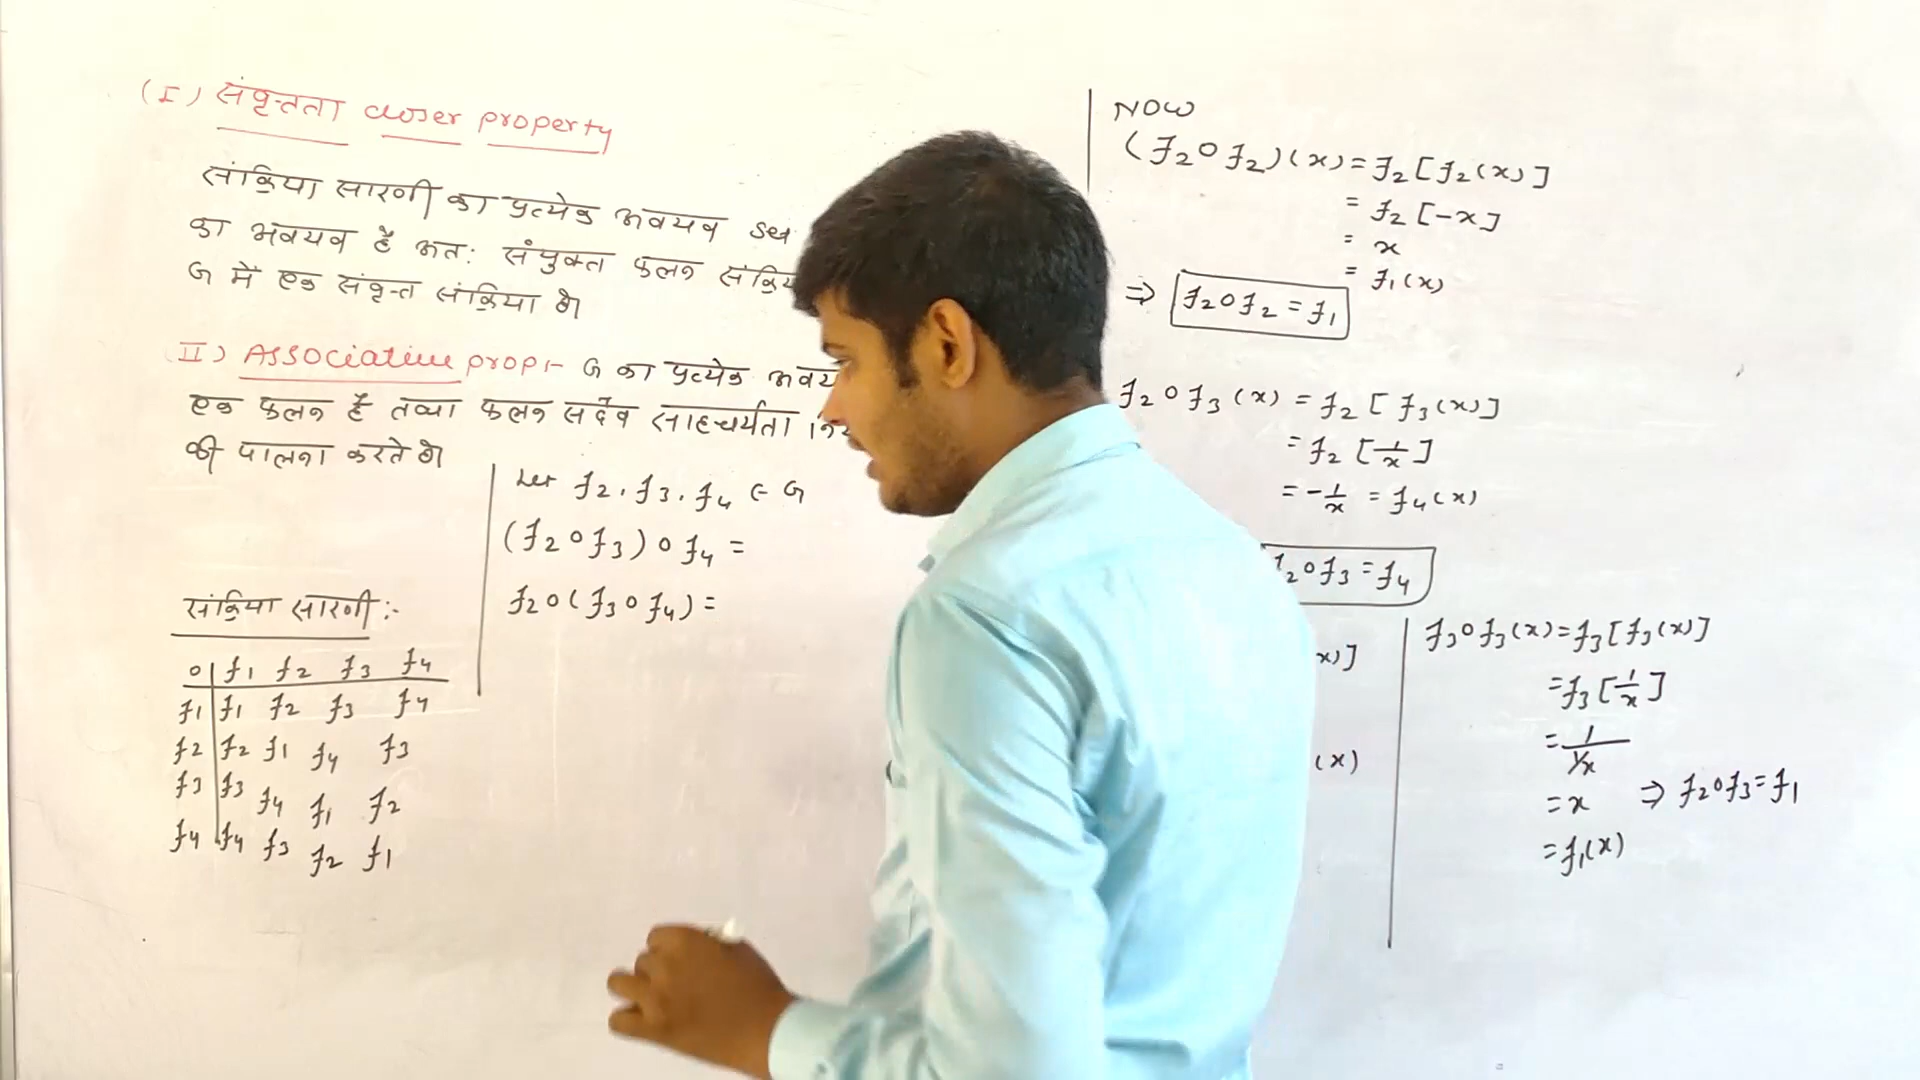 (I) संवृत्तता closer property
संक्रिया सारणी का प्रत्येक अवयव set
का अवयव है अतः संयुक्त फलन
G में एक संवृत्त संक्रिया हो
II) Associative prop:- G का प्रत्येक
एक फलन है तथा फलन सदैव साहचर्यता
की पालना करते हो
Let f2, f3, f4 ∈ G
(f2 o f3) o f4 =
f2 o (f3 o f4) =
संक्रिया सारणी :-
o | f1 f2 f3 f4
f1 | f1 f2 f3 f4
f2 | f2 f1 f4 f3
f3 | f3 f4 f1 f2
f4 | f4 f3 f2 f1
NOW
(f2 o f2)(x) = f2[f2(x)]
= f2[-x]
= x
= f1(x)
⇒ f2 o f2 = f1
f2 o f3(x) = f2[f3(x)]
= f2[1/x]
= -1/x = f4(x)
f2 o f3 = f4
x)]
(x)
f3 o f3(x) = f3[f3(x)]
= f3[1/x]
= 1/(1/x)
= x ⇒ f2 o f3 = f1
= f1(x)